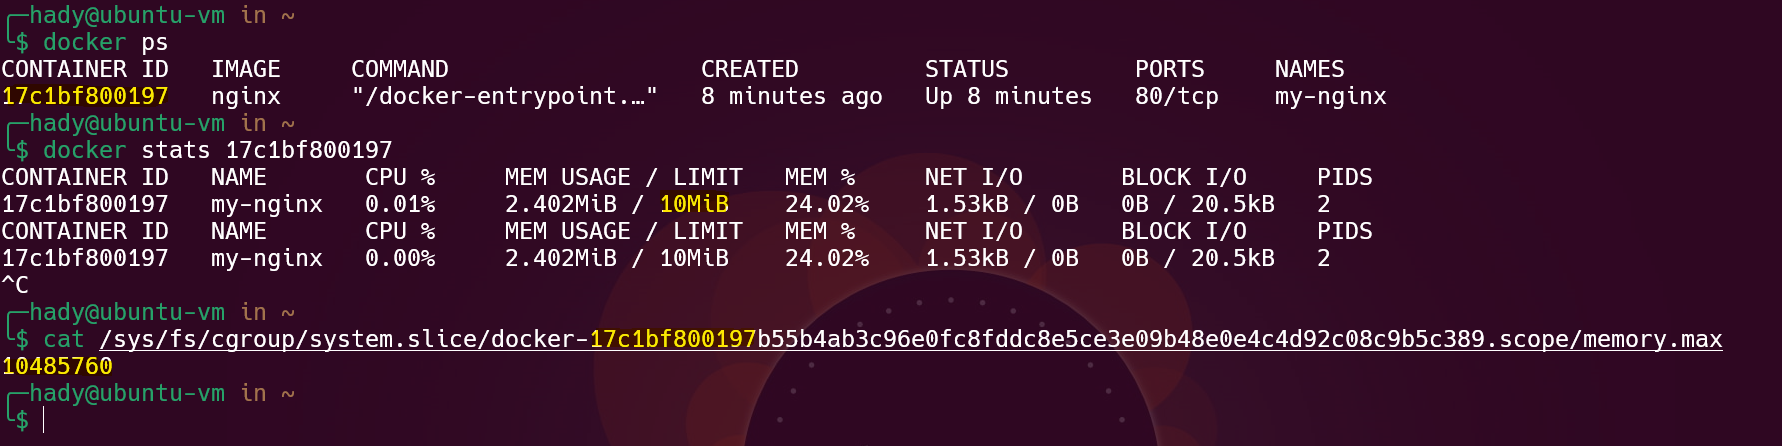 ╭─hady@ubuntu-vm in ~
╰$ docker ps
CONTAINER ID   IMAGE     COMMAND                  CREATED         STATUS         PORTS     NAMES
17c1bf800197   nginx     "/docker-entrypoint.…"   8 minutes ago   Up 8 minutes   80/tcp    my-nginx
╭─hady@ubuntu-vm in ~
╰$ docker stats 17c1bf800197
CONTAINER ID   NAME       CPU %     MEM USAGE / LIMIT   MEM %     NET I/O       BLOCK I/O     PIDS
17c1bf800197   my-nginx   0.01%     2.402MiB / 10MiB    24.02%    1.53kB / 0B   0B / 20.5kB   2
CONTAINER ID   NAME       CPU %     MEM USAGE / LIMIT   MEM %     NET I/O       BLOCK I/O     PIDS
17c1bf800197   my-nginx   0.00%     2.402MiB / 10MiB    24.02%    1.53kB / 0B   0B / 20.5kB   2
^C
╭─hady@ubuntu-vm in ~
╰$ cat /sys/fs/cgroup/system.slice/docker-17c1bf800197b55b4ab3c96e0fc8fddc8e5ce3e09b48e0e4c4d92c08c9b5c389.scope/memory.max
10485760
╭─hady@ubuntu-vm in ~
╰$